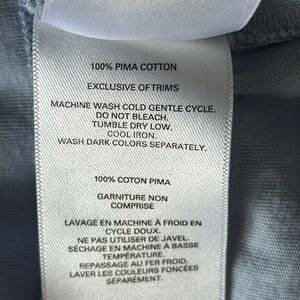 100% PIMA COTTON
EXCLUSIVE OF TRIMS
MACHINE WASH COLD GENTLE CYCLE.
DO NOT BLEACH.
TUMBLE DRY LOW.
COOL IRON.
WASH DARK COLORS SEPARATELY.
100% COTON PIMA
GARNITURE NON
COMPRISE
LAVAGE EN MACHINE À FROID EN
CYCLE DOUX.
NE PAS UTILISER DE JAVEL.
SÉCHAGE EN MACHINE À BASSE
TEMPÉRATURE.
REPASSAGE AU FER FROID.
LAVER LES COULEURS FONCÉES
SÉPARÉMENT.